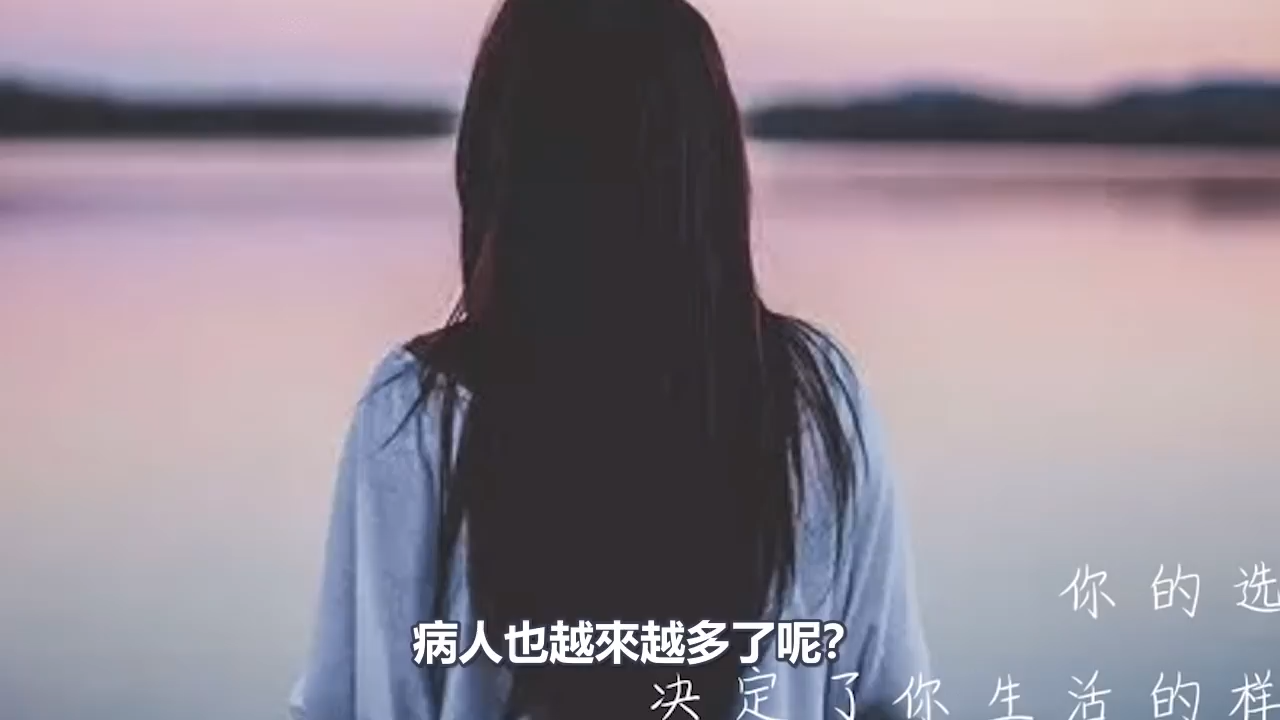 你的选
病人也越來越多了呢?
决定了你生活的样